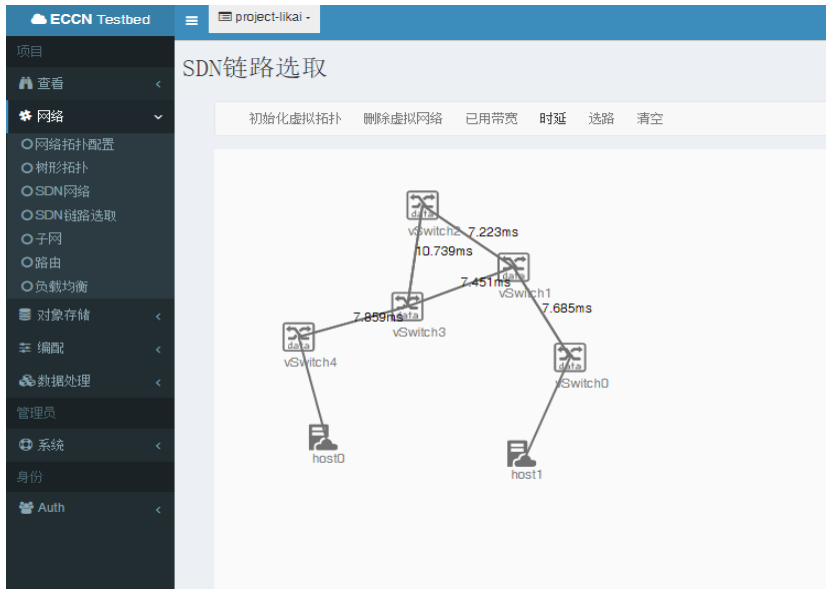 ECCN Testbed
project-likai -
项目
查看
网络
网络拓扑配置
树形拓扑
SDN网络
SDN链路选取
子网
路由
负载均衡
对象存储
编配
数据处理
管理员
系统
身份
Auth
SDN链路选取
初始化虚拟拓扑 删除虚拟网络 已用带宽 时延 选路 清空
data
vSwitch2
7.223ms
10.739ms
data
7.451ms
vSwitch1
data
7.859ms
7.685ms
vSwitch3
data
vSwitch4
data
vSwitch0
host0
host1